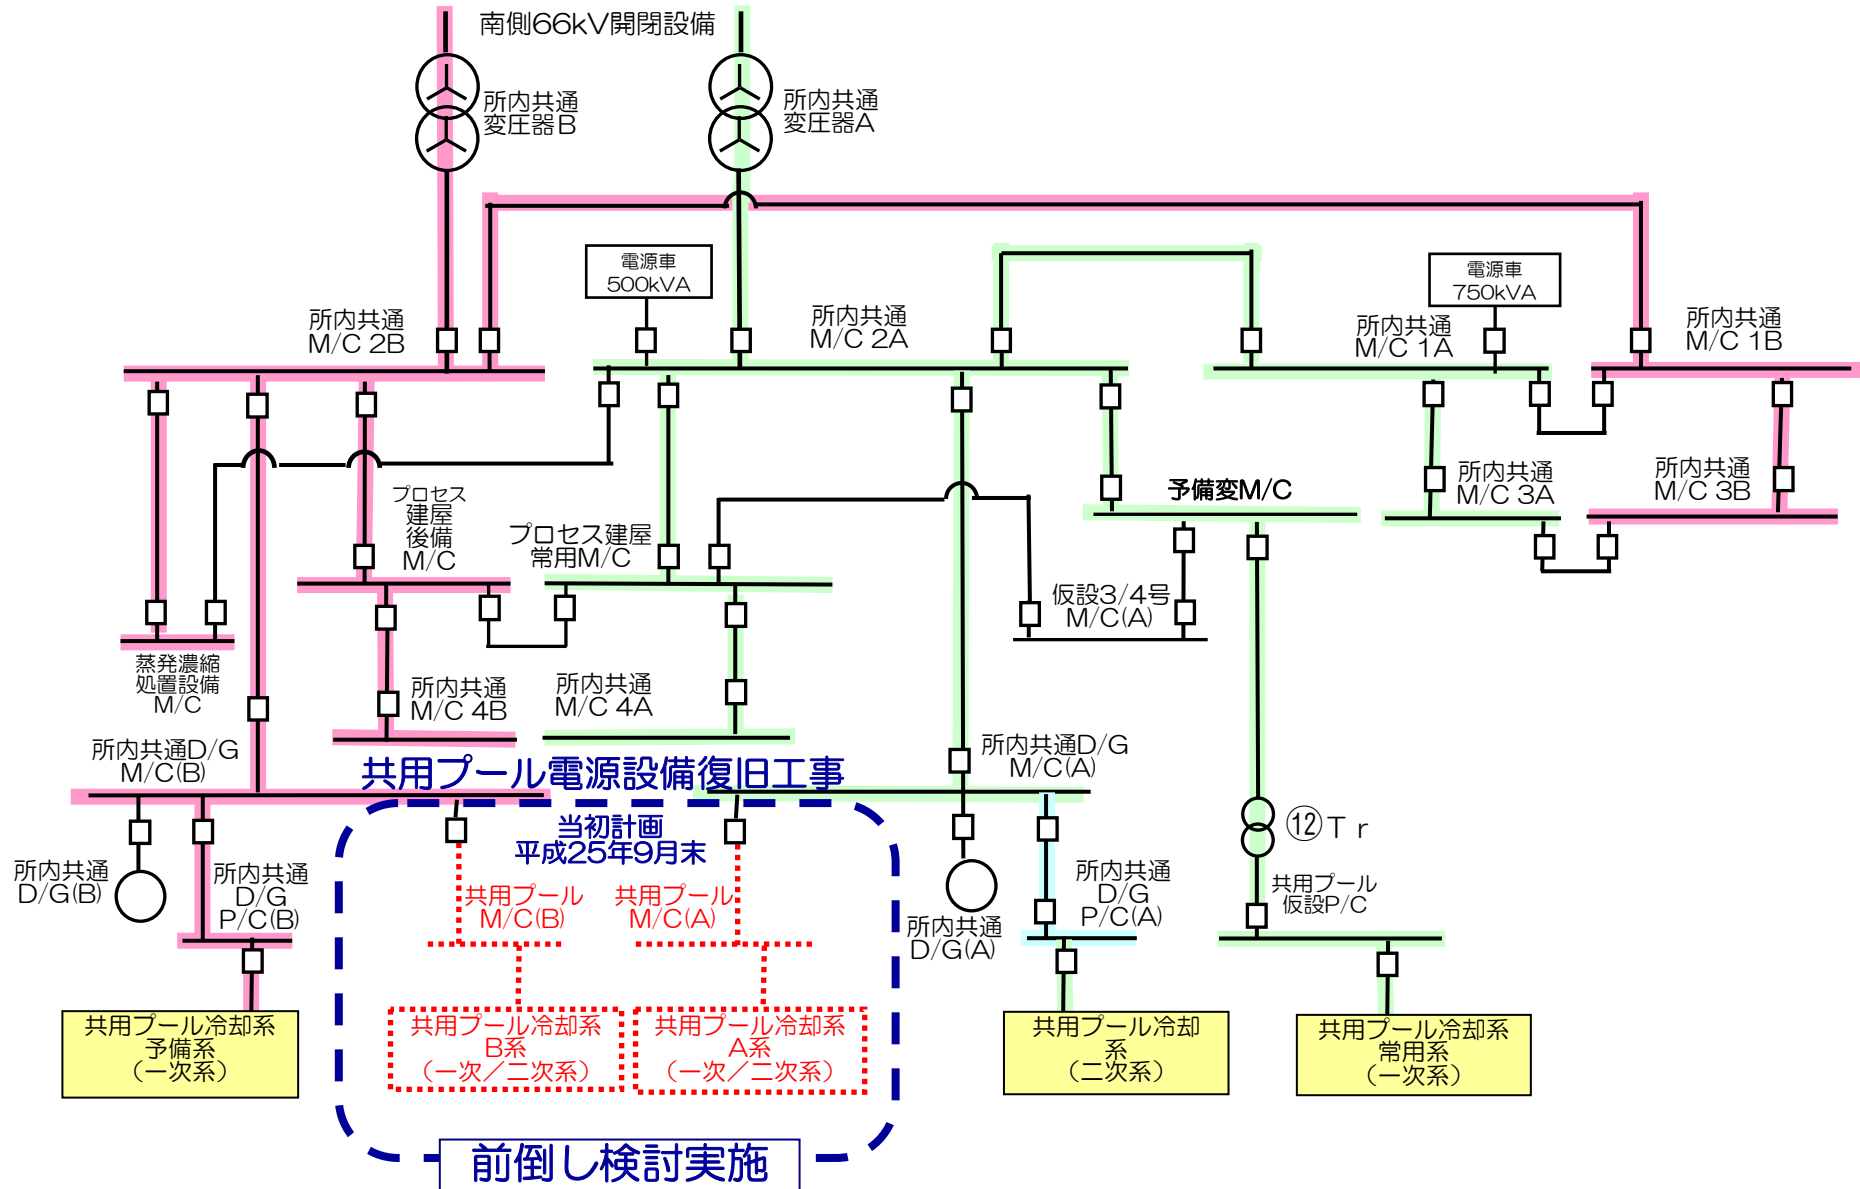 南側66kV開閉設備
所内共通
変圧器B
所内共通
変圧器A
電源車
500kVA
電源車
750kVA
所内共通
M/C 2B
所内共通
M/C 2A
所内共通
M/C 1A
所内共通
M/C 1B
プロセス
建屋
後備
M/C
プロセス建屋
常用M/C
予備変M/C
所内共通
M/C 3A
所内共通
M/C 3B
仮設3/4号
M/C(A)
蒸発濃縮
処置設備
M/C
所内共通
M/C 4B
所内共通
M/C 4A
所内共通D/G
M/C(B)
所内共通D/G
M/C(A)
共用プール電源設備復旧工事
当初計画
平成25年9月末
⑫Tr
所内共通
D/G(B)
所内共通
D/G
P/C(B)
共用プール
M/C(B)
共用プール
M/C(A)
所内共通
D/G(A)
所内共通
D/G
P/C(A)
共用プール
仮設P/C
共用プール冷却系
予備系
(一次系)
共用プール冷却系
B系
(一次/二次系)
共用プール冷却系
A系
(一次/二次系)
共用プール冷却
系
(二次系)
共用プール冷却系
常用系
(一次系)
前倒し検討実施